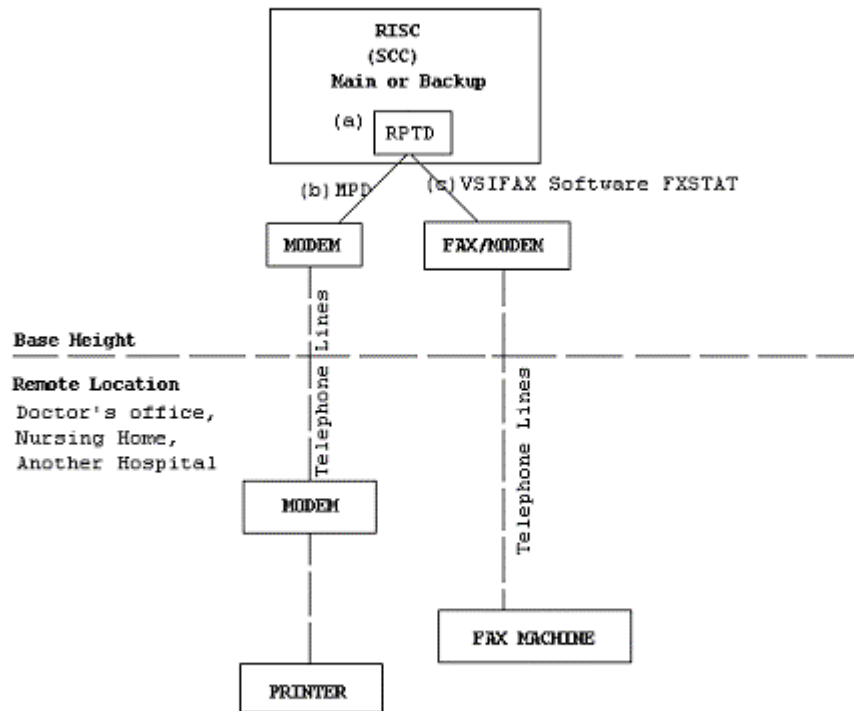 RISC
(SCC)
Main or Backup
(a)
RPTD
(b) MPD
(c) VSIFAX Software FXSTAT
MODEM
FAX/MODEM
Telephone Lines
Base Height
Remote Location
Doctor's office,
Nursing Home,
Another Hospital
Telephone Lines
MODEM
FAX MACHINE
PRINTER